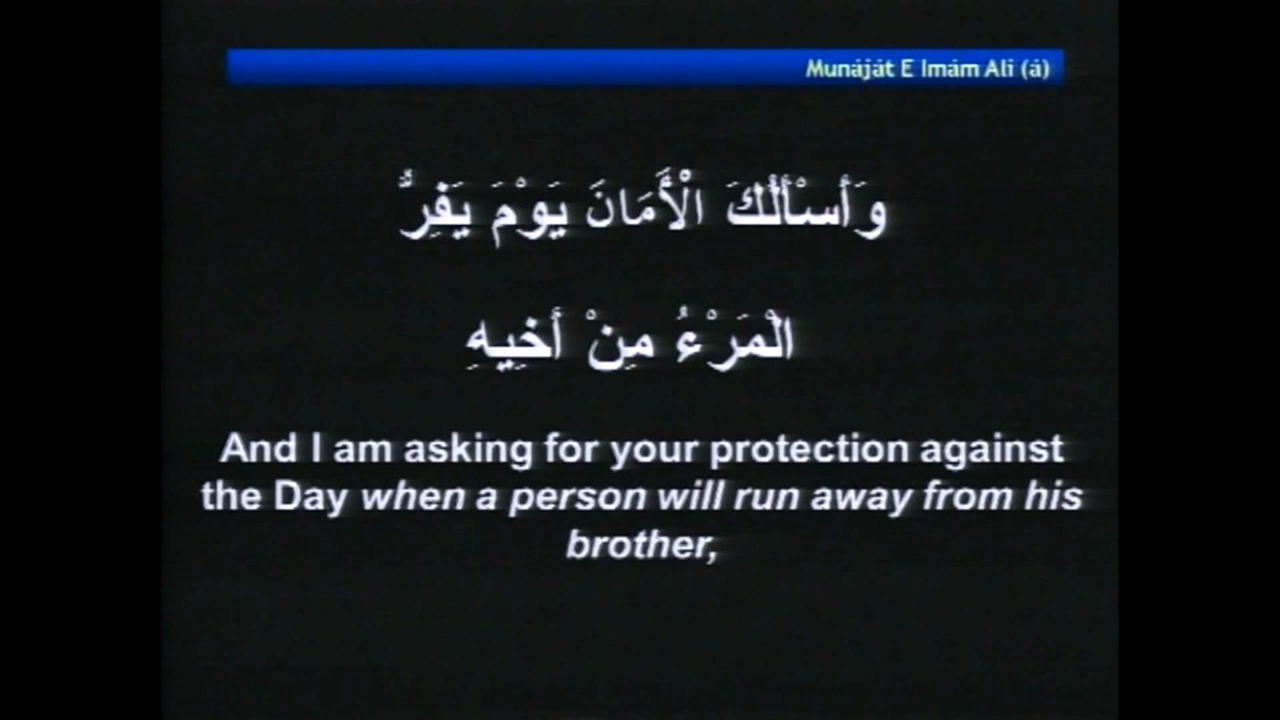 Munáját E Imám Ali (á)
وَأَسْأَلُكَ الْأَمَانَ يَوْمَ يَفِرُّ
الْمَرْءُ مِنْ أَخِيهِ
And I am asking for your protection against
the Day when a person will run away from his
brother,